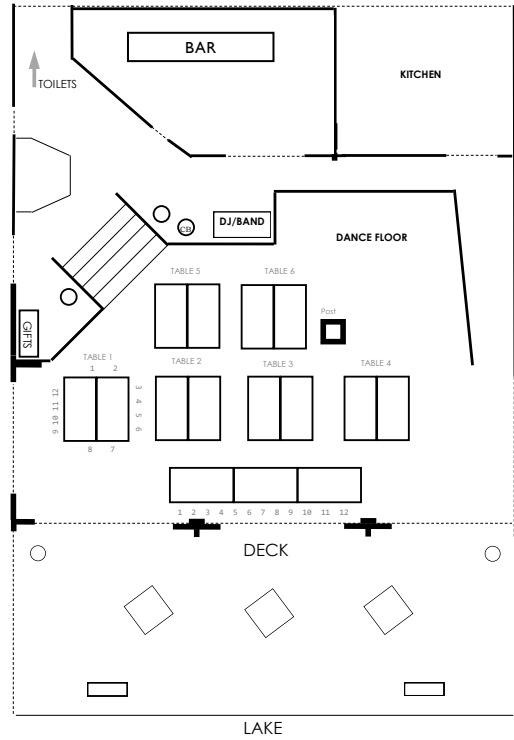 BAR
KITCHEN
TOILETS
CB
DJ/BAND
DANCE FLOOR
TABLE 5
TABLE 6
Post
GIFTS
TABLE 1
1 2
TABLE 2
TABLE 3
TABLE 4
9 10 11 12
3 4 5 6
8 7
1 2 3 4 5 6 7 8 9 10 11 12
DECK
LAKE